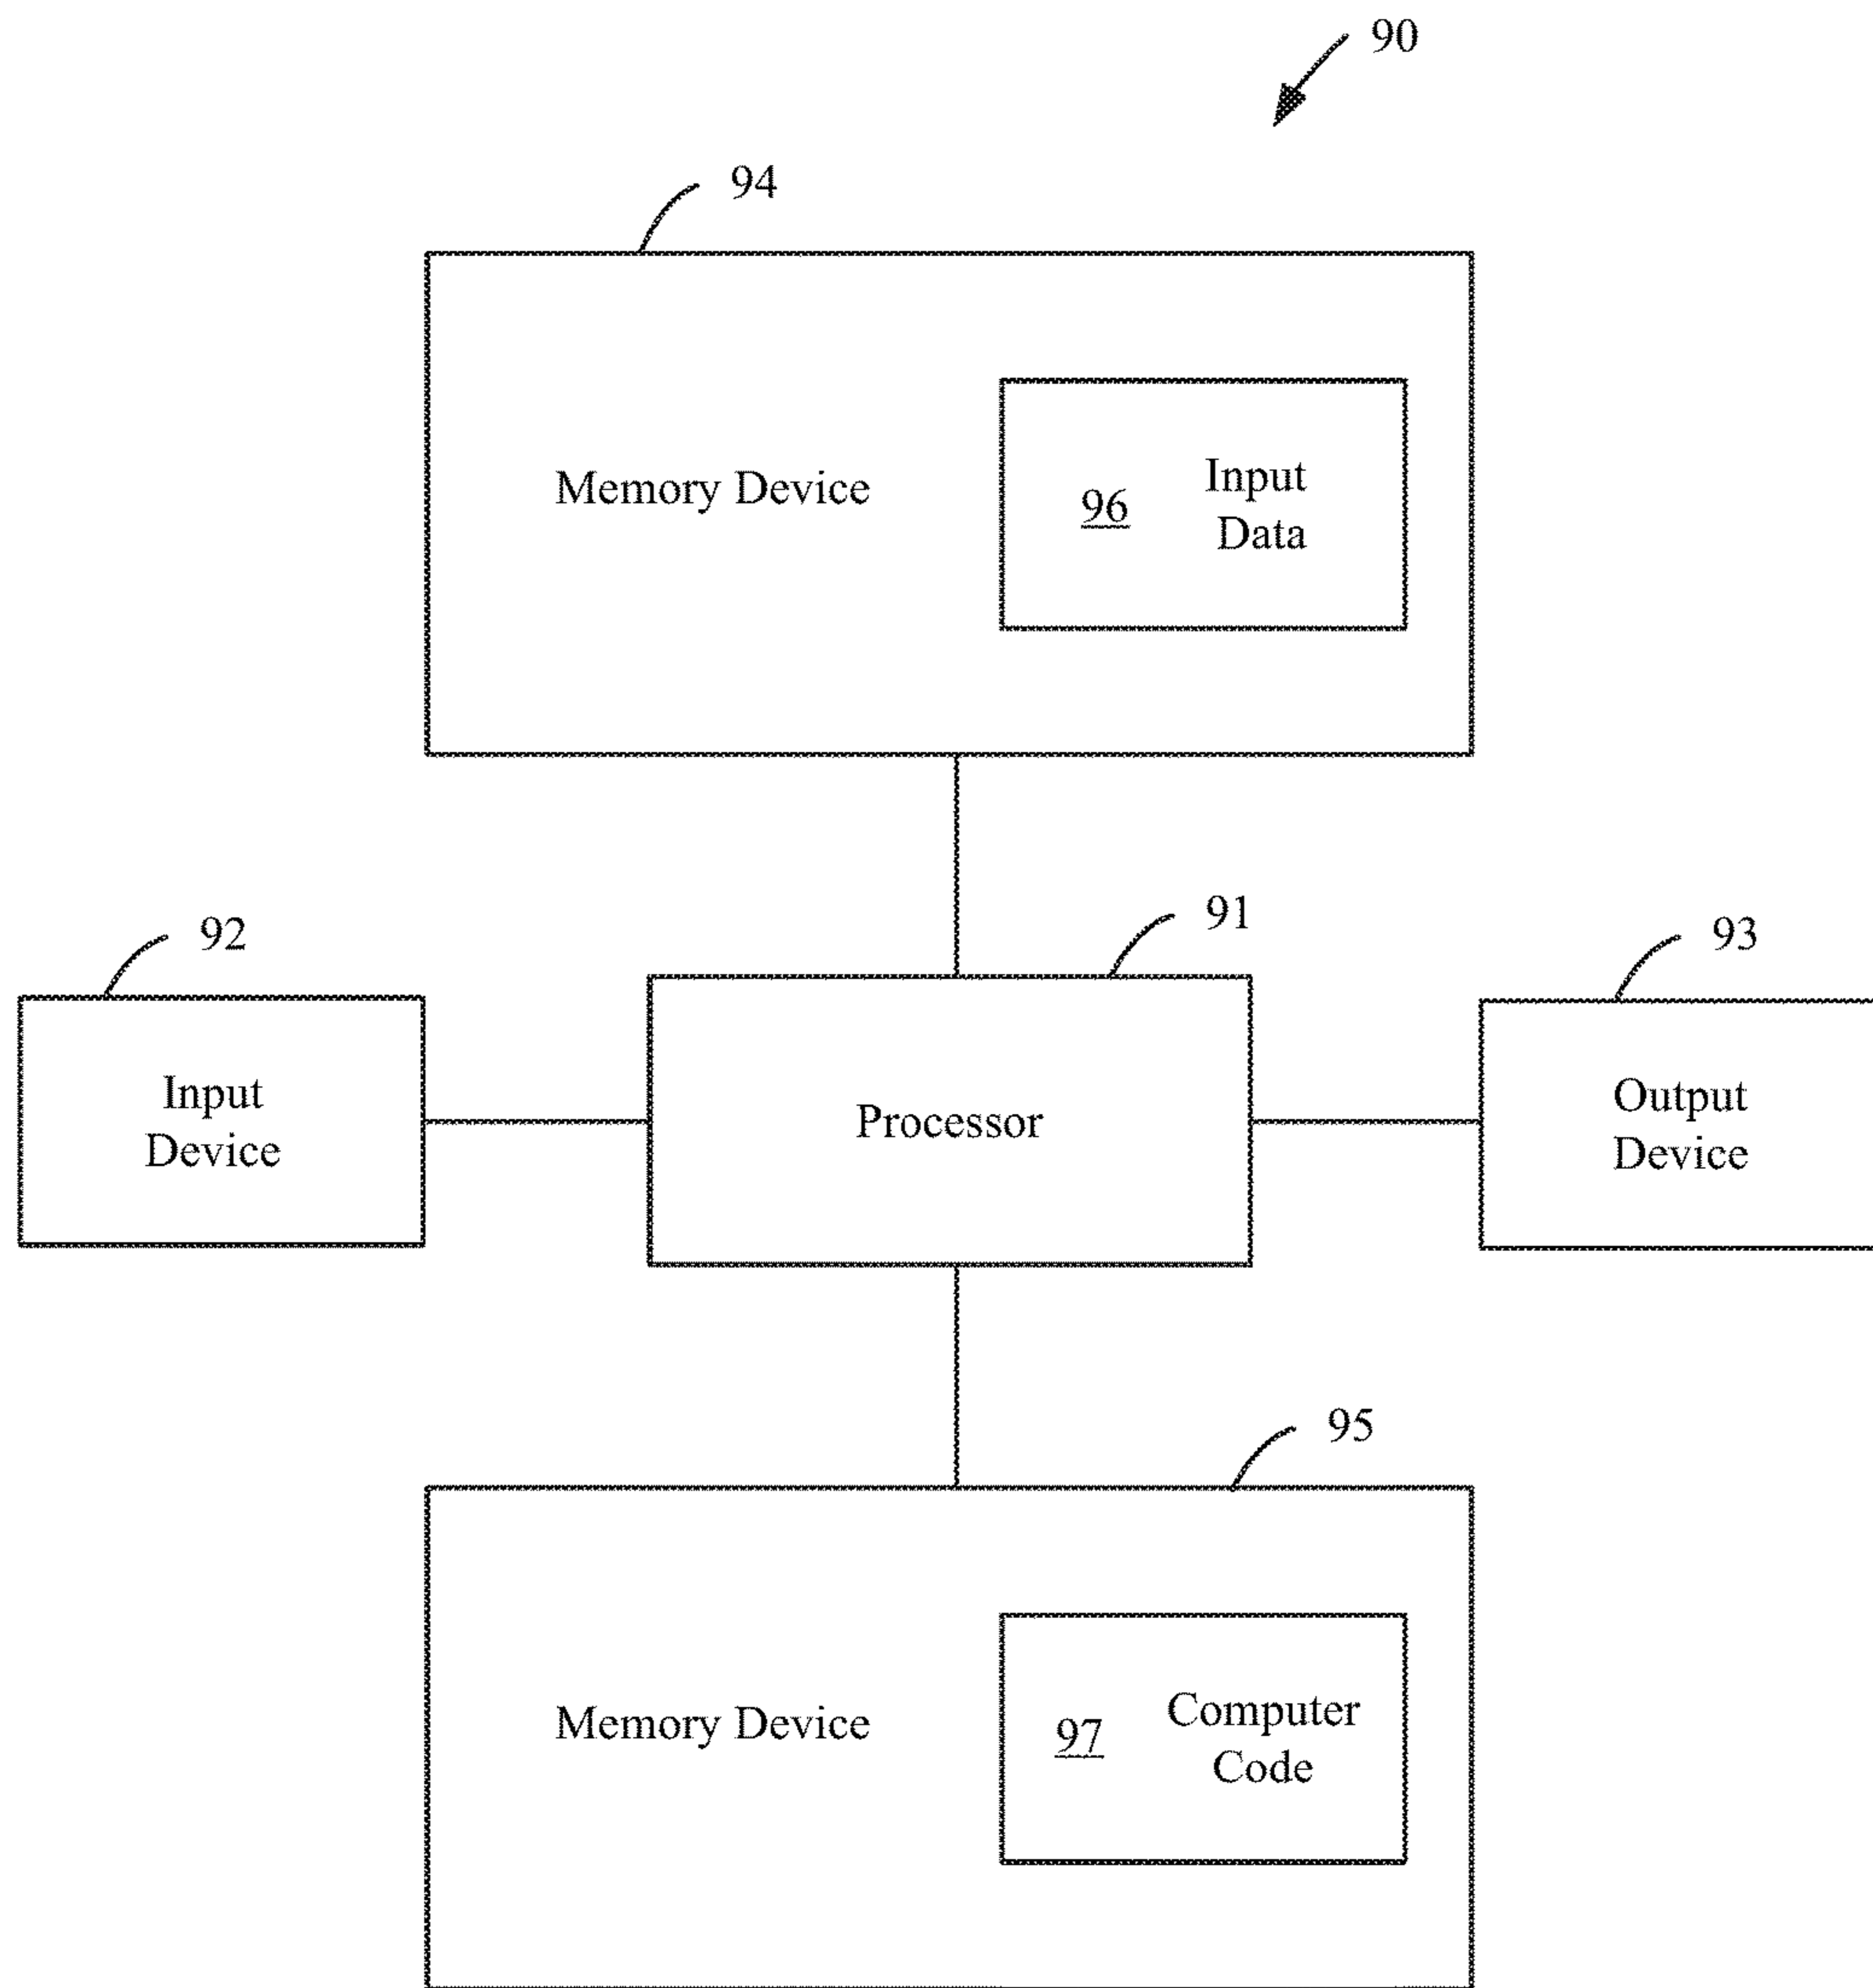 90
94
Memory Device
96
Input
Data
92
91
93
Input
Device
Processor
Output
Device
95
Memory Device
97
Computer
Code